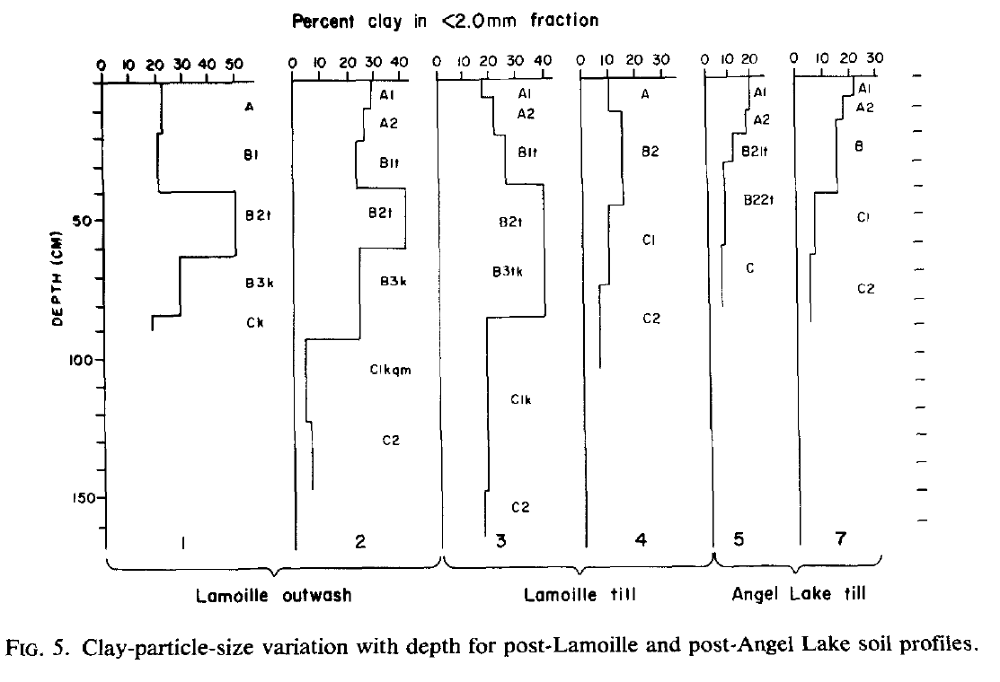 Percent clay in <2.0mm fraction
0 10 20 30 40 50
0 10 20 30 40
0 10 20 30 40
0 10 20 30
0 10 20
0 10 20 30
DEPTH (CM)
50
100
150
A
B1
B2t
B3k
Ck
1
A1
A2
B1t
B2t
B3k
C1kqm
C2
2
A1
A2
B1t
B2t
B3tk
C1k
C2
3
A
B2
C1
C2
4
A1
A2
B21t
B22t
C
5
A1
A2
B
C1
C2
7
Lamoille outwash
Lamoille till
Angel Lake till
FIG. 5. Clay-particle-size variation with depth for post-Lamoille and post-Angel Lake soil profiles.